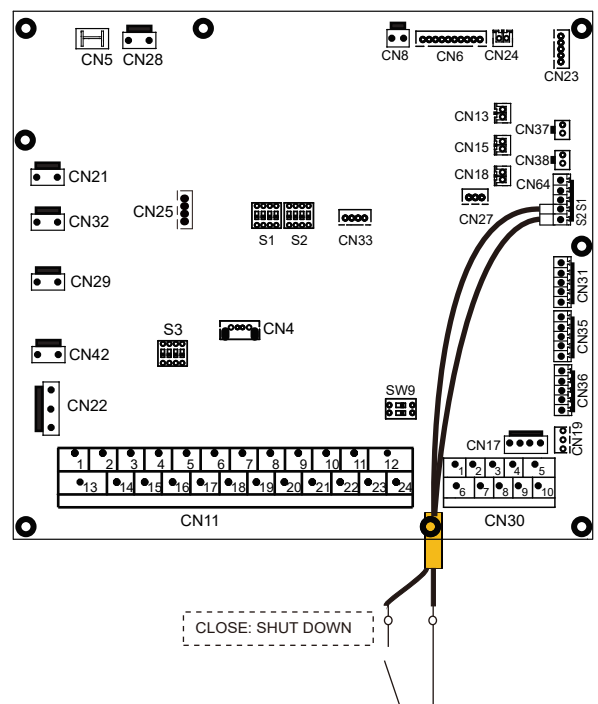 CN5 CN28
CN8 CN6 CN24
CN23
CN13
CN37
CN15
CN38
CN18
CN64
CN21
CN25
CN27
S2 S1
CN32
S1 S2
CN33
CN31
CN29
CN4
S3
CN35
CN42
CN36
SW9
CN22
CN17
CN19
1 2 3 4 5 6 7 8 9 10 11 12
1 2 3 4 5
13 14 15 16 17 18 19 20 21 22 23 24
6 7 8 9 10
CN11
CN30
CLOSE: SHUT DOWN